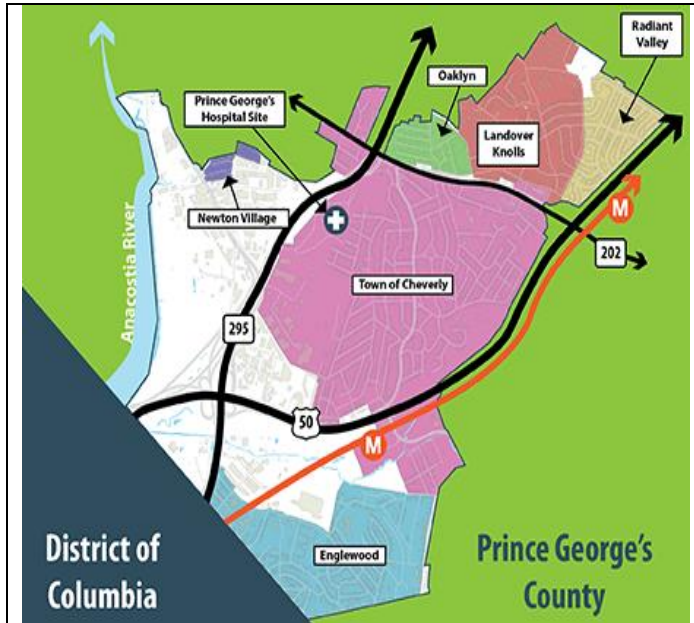 Radiant
Valley
Oaklyn
Prince George's
Hospital Site
Landover
Knolls
M
Newton Village
202
Town of Cheverly
Anacostia River
295
50
M
District of
Columbia
Englewood
Prince George's
County